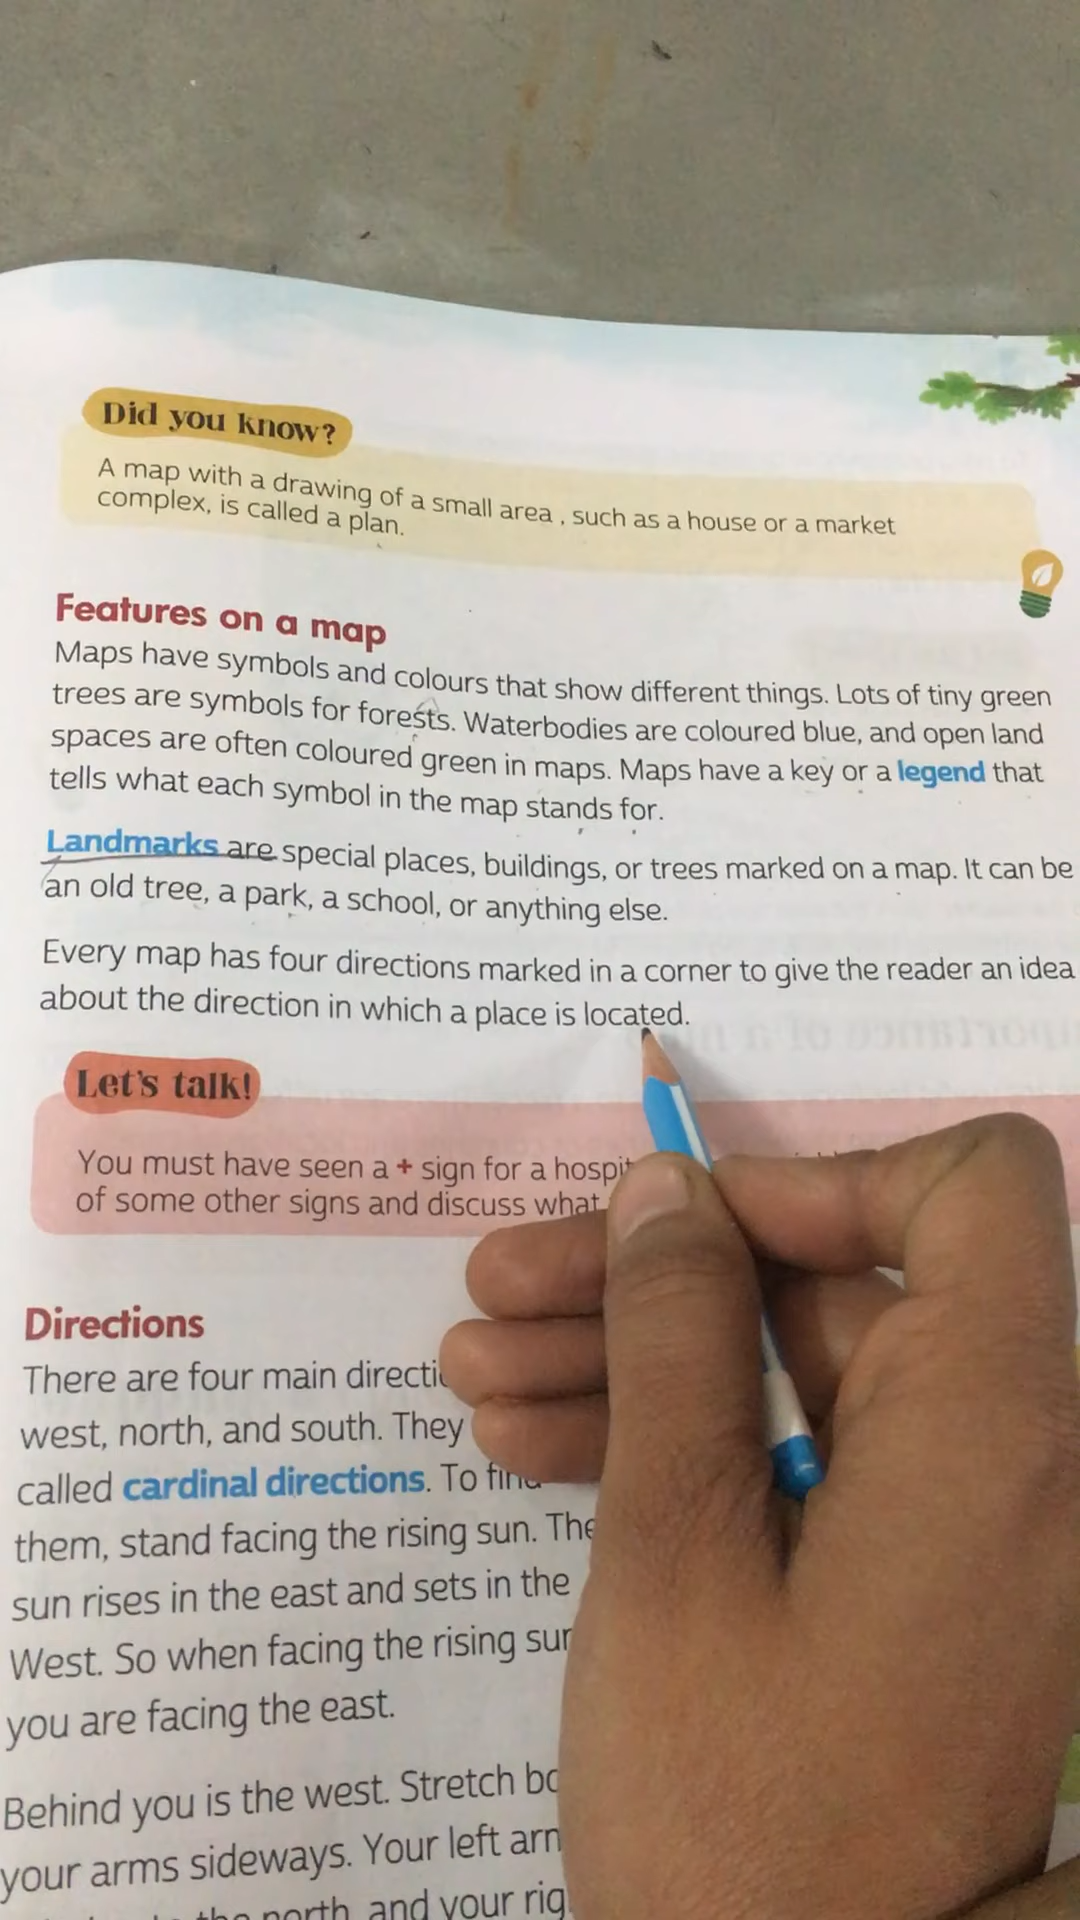 Did you know?
A map with a drawing of a small area , such as a house or a market
complex, is called a plan.
Features on a map
Maps have symbols and colours that show different things. Lots of tiny green
trees are symbols for forests. Waterbodies are coloured blue, and open land
spaces are often coloured green in maps. Maps have a key or a legend that
tells what each symbol in the map stands for.
Landmarks are special places, buildings, or trees marked on a map. It can be
an old tree, a park, a school, or anything else.
Every map has four directions marked in a corner to give the reader an idea
about the direction in which a place is located.
Let's talk!
You must have seen a + sign for a
of some other signs and discuss what
Directions
There are four main
west, north, and south. They
called cardinal directions. To
them, stand facing the rising sun.
sun rises in the east and sets in the
West. So when facing the rising
you are facing the east.
Behind you is the west. Stretch
your arms sideways. Your left
the north, and your